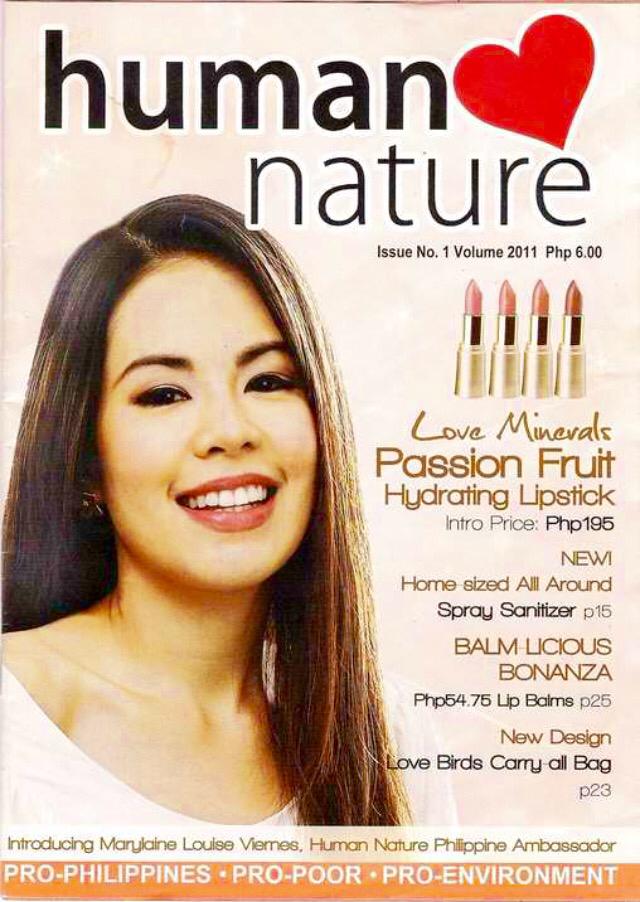 human
nature
Issue No. 1 Volume 2011 Php 6.00
Love Minerals
Passion Fruit
Hydrating Lipstick
Intro Price: Php195
NEW!
Home-sized Alll Around
Spray Sanitizer p15
BALM-LICIOUS
BONANZA
Php54.75 Lip Balms p25
New Design
Love Birds Carry-all Bag
p23
Introducing Marylaine Louise Viernes, Human Nature Philippine Ambassador
PRO-PHILIPPINES • PRO-POOR • PRO-ENVIRONMENT